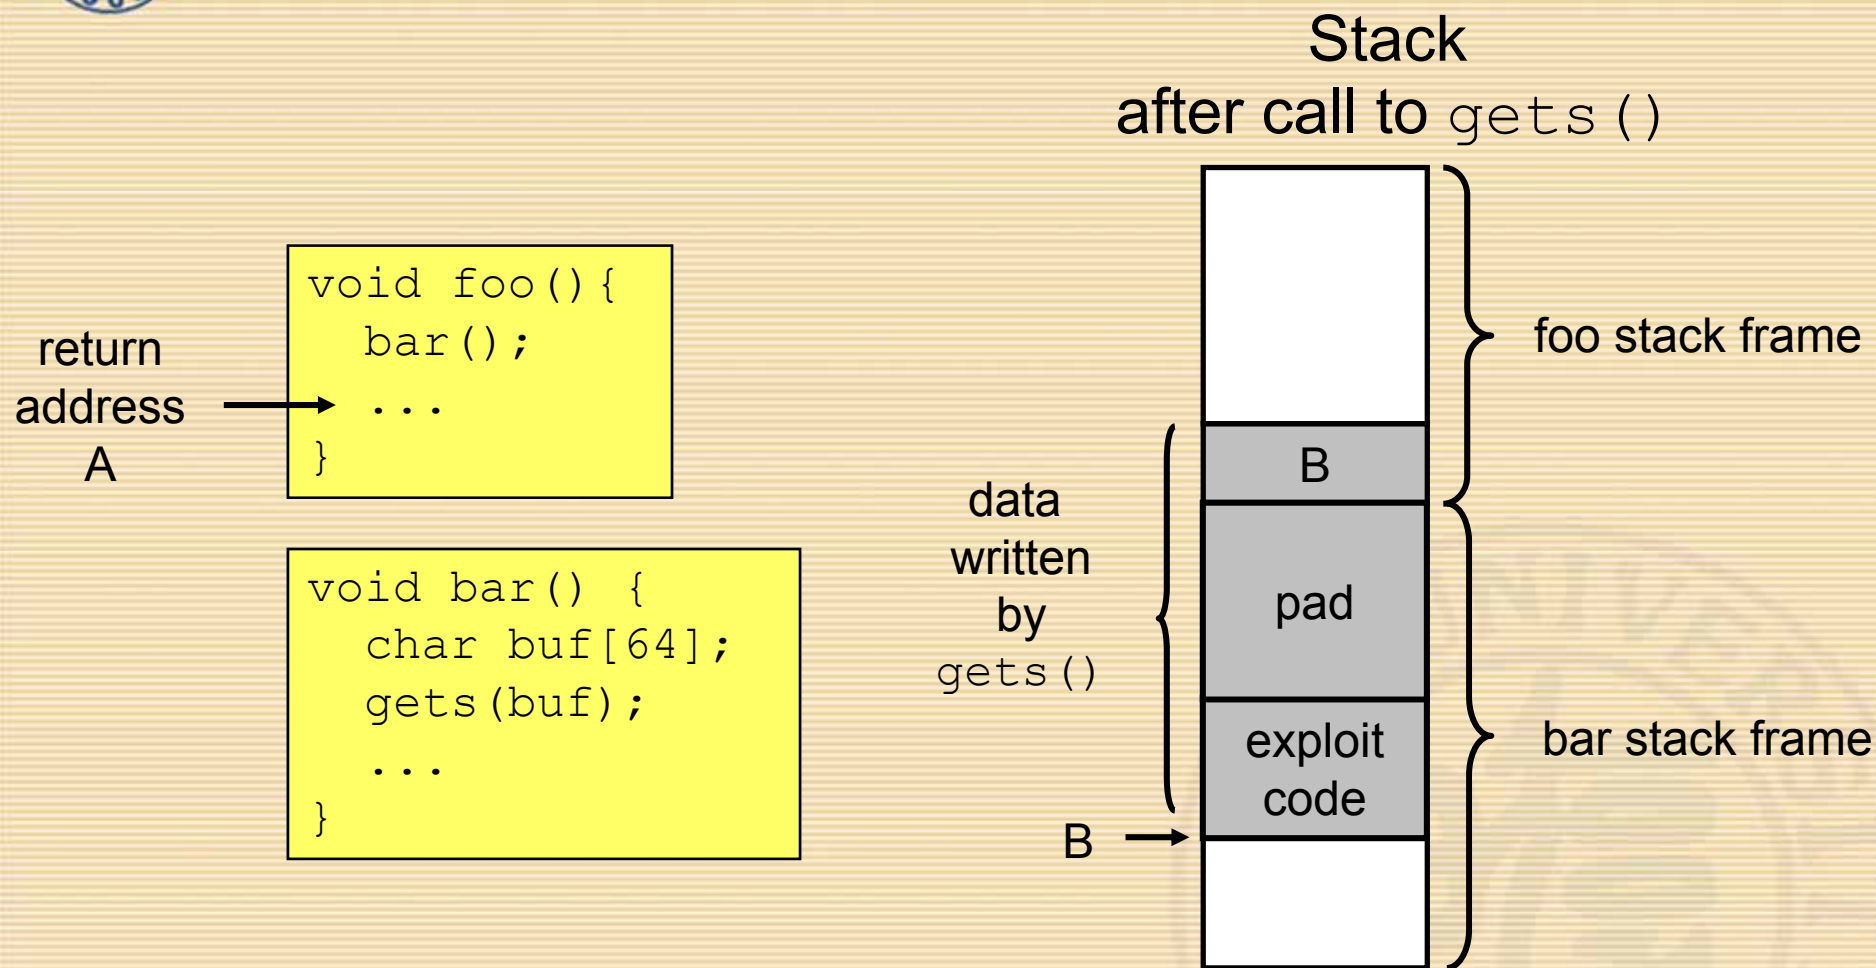 Stack
after call to gets()
void foo(){
  bar();
  ...
}
return
address
A
void bar() {
  char buf[64];
  gets(buf);
  ...
}
data
written
by
gets()
B
B
pad
exploit
code
foo stack frame
bar stack frame